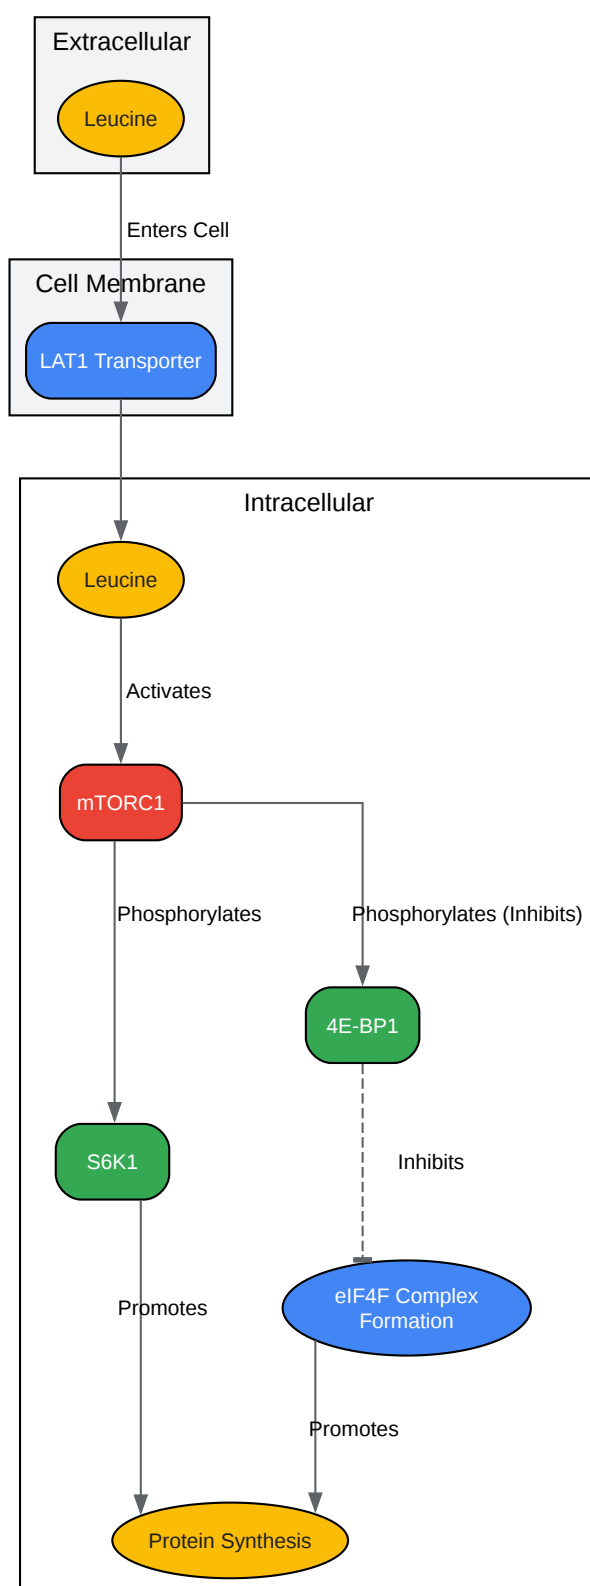 Extracellular
Leucine
Enters Cell
Cell Membrane
LAT1 Transporter
Intracellular
Leucine
Activates
mTORC1
Phosphorylates
Phosphorylates (Inhibits)
4E-BP1
S6K1
Inhibits
eIF4F Complex
Formation
Promotes
Promotes
Protein Synthesis